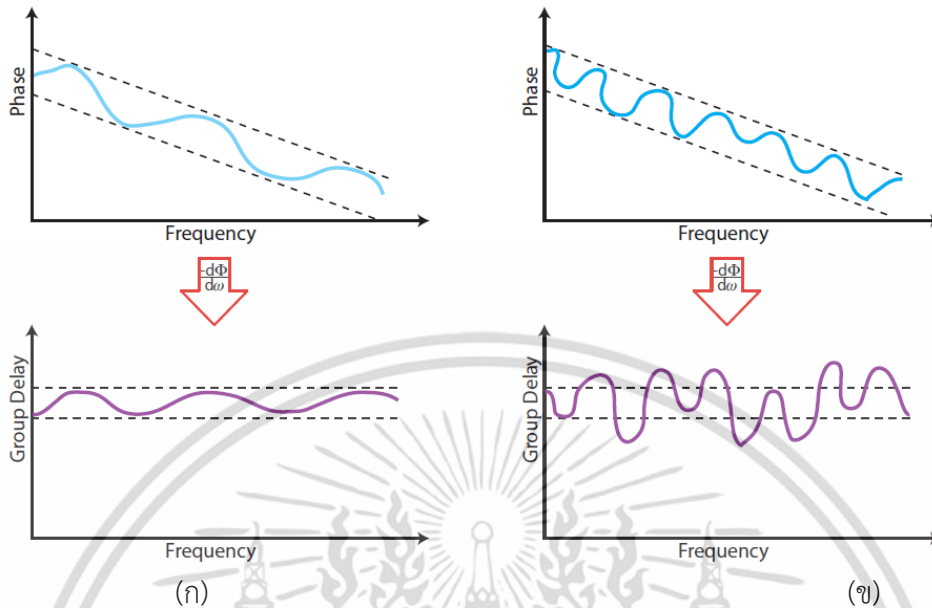 Phase
Frequency
Phase
Frequency
-dΦ
dω
-dΦ
dω
Group Delay
Frequency
Group Delay
Frequency
(ก)
(ข)